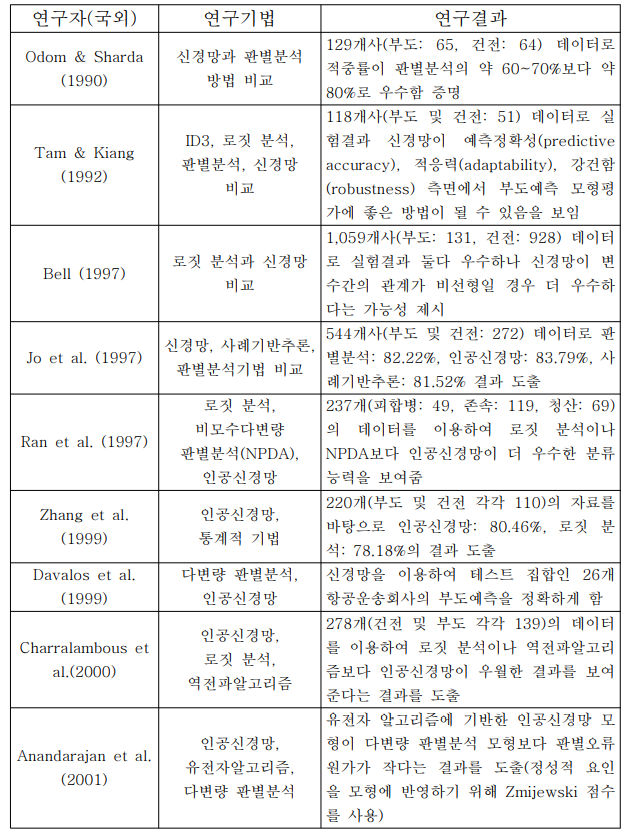 연구자(국외) 연구기법 연구결과
Odom & Sharda
(1990)
신경망과 판별분석
방법 비교
129개사(부도: 65, 건전: 64) 데이터로
적중률이 판별분석의 약 60~70%보다 약
80%로 우수함 증명
Tam & Kiang
(1992)
ID3, 로짓 분석,
판별분석, 신경망
비교
118개사(부도 및 건전: 51) 데이터로 실
험결과 신경망이 예측정확성(predictive
accuracy), 적응력(adaptability), 강건함
(robustness) 측면에서 부도예측 모형평
가에 좋은 방법이 될 수 있음을 보임
Bell (1997)
로짓 분석과 신경망
비교
1,059개사(부도: 131, 건전: 928) 데이터
로 실험결과 둘다 우수하나 신경망이 변
수간의 관계가 비선형일 경우 더 우수하
다는 가능성 제시
Jo et al. (1997)
신경망, 사례기반추론,
판별분석기법 비교
544개사(부도 및 건전: 272) 데이터로 판
별분석: 82.22%, 인공신경망: 83.79%, 사
례기반추론: 81.52% 결과 도출
Ran et al. (1997)
로짓 분석,
비모수다변량
판별분석(NPDA),
인공신경망
237개(피합병: 49, 존속: 119, 청산: 69)
의 데이터를 이용하여 로짓 분석이나
NPDA보다 인공신경망이 더 우수한 분류
능력을 보여줌
Zhang et al.
(1999)
인공신경망,
통계적 기법
220개(부도 및 건전 각각 110)의 자료를
바탕으로 인공신경망: 80.46%, 로짓 분
석: 78.18%의 결과 도출
Davalos et al.
(1999)
다변량 판별분석,
인공신경망
신경망을 이용하여 테스트 집합인 26개
항공운송회사의 부도예측을 정확하게 함
Charralambous et
al.(2000)
인공신경망,
로짓 분석,
역전파알고리즘
278개(건전 및 부도 각각 139)의 데이터
를 이용하여 로짓 분석이나 역전파알고리
즘보다 인공신경망이 우월한 결과를 보여
준다는 결과를 도출
Anandarajan et al.
(2001)
인공신경망,
유전자알고리즘,
다변량 판별분석
유전자 알고리즘에 기반한 인공신경망 모
형이 다변량 판별분석 모형보다 판별오류
원가가 작다는 결과를 도출(정성적 요인
을 모형에 반영하기 위해 Zmijewski 점수
를 사용)